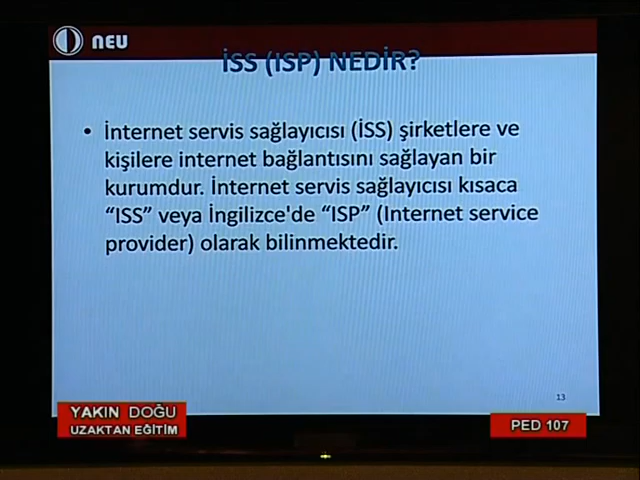 NEU
İSS (ISP) NEDİR?
• İnternet servis sağlayıcısı (İSS) şirketlere ve
kişilere internet bağlantısını sağlayan bir
kurumdur. İnternet servis sağlayıcısı kısaca
“ISS” veya İngilizce'de “ISP” (Internet service
provider) olarak bilinmektedir.
13
YAKIN DOĞU
UZAKTAN EĞİTİM
PED 107